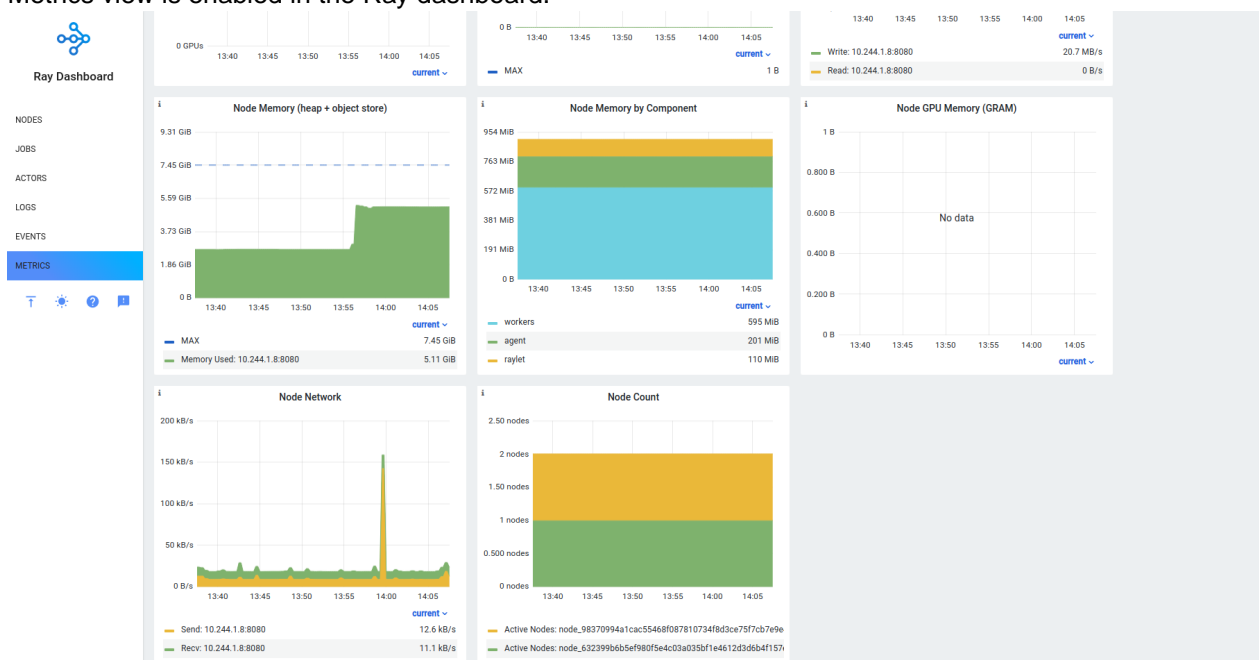 Metrics view is enabled in the Ray dashboard.
Ray Dashboard
NODES
JOBS
ACTORS
LOGS
EVENTS
METRICS
0 GPUs
13:40 13:45 13:50 13:55 14:00 14:05
current
0 B
13:40 13:45 13:50 13:55 14:00 14:05
current
MAX 1 B
13:40 13:45 13:50 13:55 14:00 14:05
current
Write: 10.244.1.8:8080 20.7 MB/s
Read: 10.244.1.8:8080 0 B/s
i
Node Memory (heap + object store)
9.31 GiB
7.45 GiB
5.59 GiB
3.73 GiB
1.86 GiB
0 B
13:40 13:45 13:50 13:55 14:00 14:05
current
MAX 7.45 GiB
Memory Used: 10.244.1.8:8080 5.11 GiB
i
Node Memory by Component
954 MiB
763 MiB
572 MiB
381 MiB
191 MiB
0 B
13:40 13:45 13:50 13:55 14:00 14:05
current
workers 595 MiB
agent 201 MiB
raylet 110 MiB
i
Node GPU Memory (GRAM)
1 B
0.800 B
0.600 B
No data
0.400 B
0.200 B
0 B
13:40 13:45 13:50 13:55 14:00 14:05
current
i
Node Network
200 kB/s
150 kB/s
100 kB/s
50 kB/s
0 B/s
13:40 13:45 13:50 13:55 14:00 14:05
current
Send: 10.244.1.8:8080 12.6 kB/s
Recv: 10.244.1.8:8080 11.1 kB/s
i
Node Count
2.50 nodes
2 nodes
1.50 nodes
1 nodes
0.500 nodes
0 nodes
13:40 13:45 13:50 13:55 14:00 14:05
Active Nodes: node_98370994a1cac55468f087810734f8d3ce75f7cb7e9e
Active Nodes: node_632399b6b5ef980f5e4c03a035bf1e4612d3d6b4f157